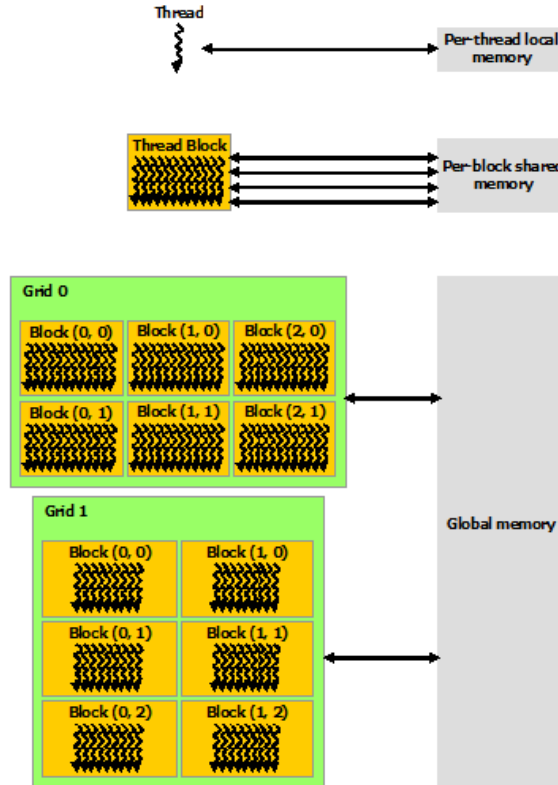 Thread
Per-thread local
memory
Thread Block
Per-block shared
memory
Grid 0
Block (0, 0) Block (1, 0) Block (2, 0)
Block (0, 1) Block (1, 1) Block (2, 1)
Global memory
Grid 1
Block (0, 0) Block (1, 0)
Block (0, 1) Block (1, 1)
Block (0, 2) Block (1, 2)